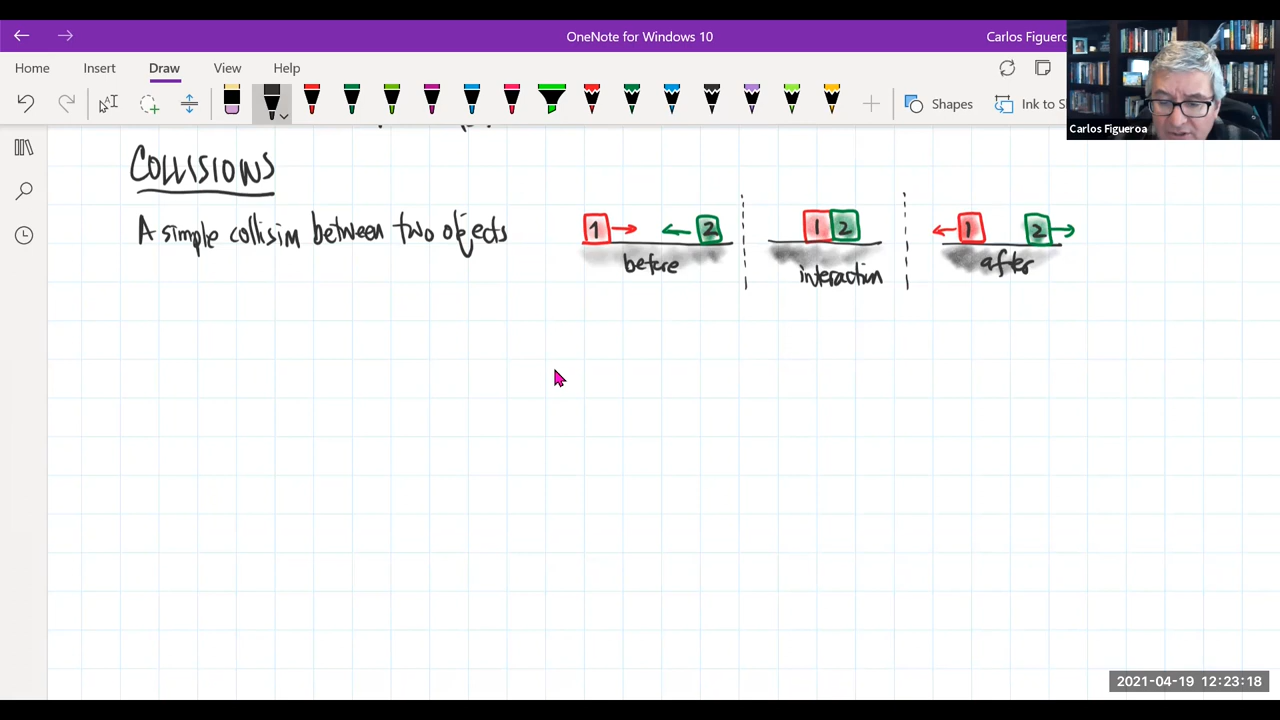 OneNote for Windows 10
Carlos Figuero
Home
Insert
Draw
View
Help
Shapes
Ink to S
Carlos Figueroa
COLLISIONS
A simple collision between two objects
1
2
1
2
1
2
before
interaction
after
2021-04-19 12:23:18